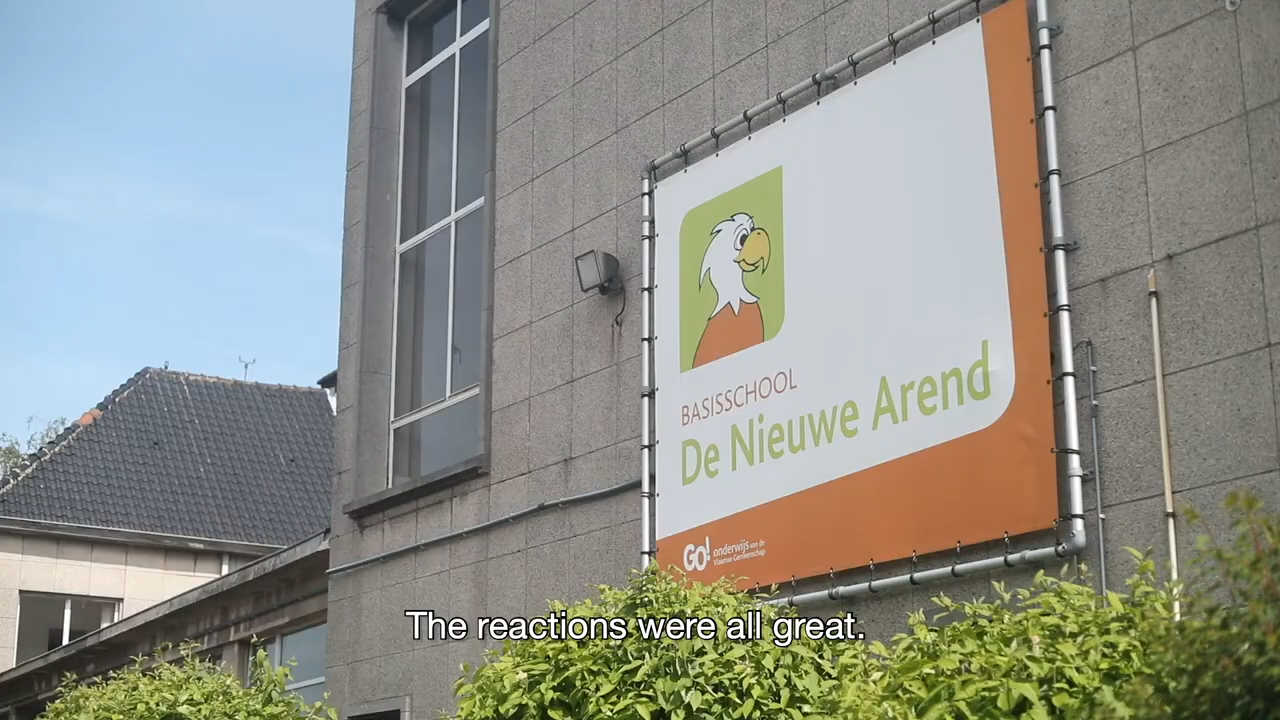 BASISSCHOOL
De Nieuwe Arend
GO! onderwijs van de
Vlaamse Gemeenschap
The reactions were all great.